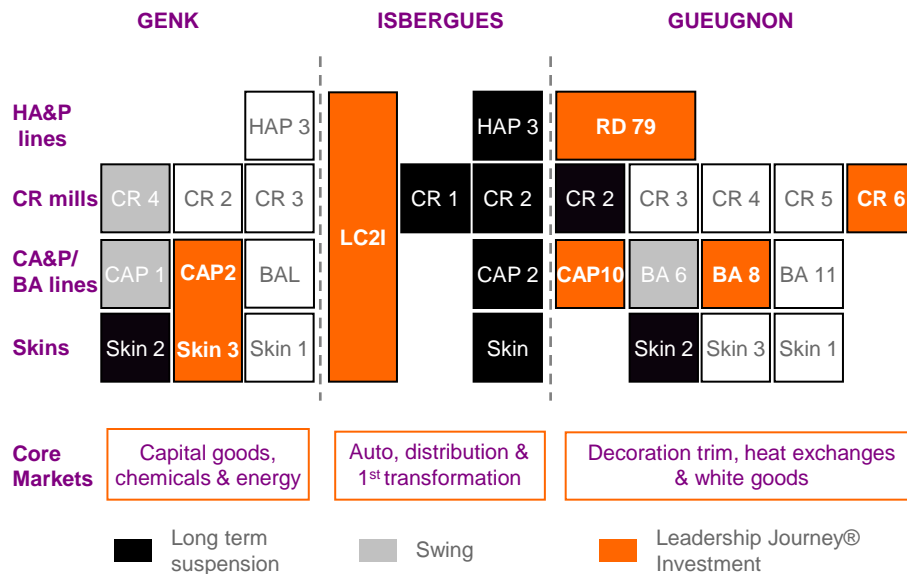 GENK ISBERGUES GUEUGNON
HA&P lines HAP 3 HAP 3 RD 79
CR mills CR 4 CR 2 CR 3 CR 1 CR 2 CR 2 CR 3 CR 4 CR 5 CR 6
LC2I
CA&P/ BA lines CAP 1 CAP2 BAL CAP 2 CAP10 BA 6 BA 8 BA 11
Skins Skin 2 Skin 3 Skin 1 Skin Skin 2 Skin 3 Skin 1
Core Markets
Capital goods,
chemicals & energy
Auto, distribution &
1st transformation
Decoration trim, heat exchanges
& white goods
Long term
suspension
Swing
Leadership Journey®
Investment